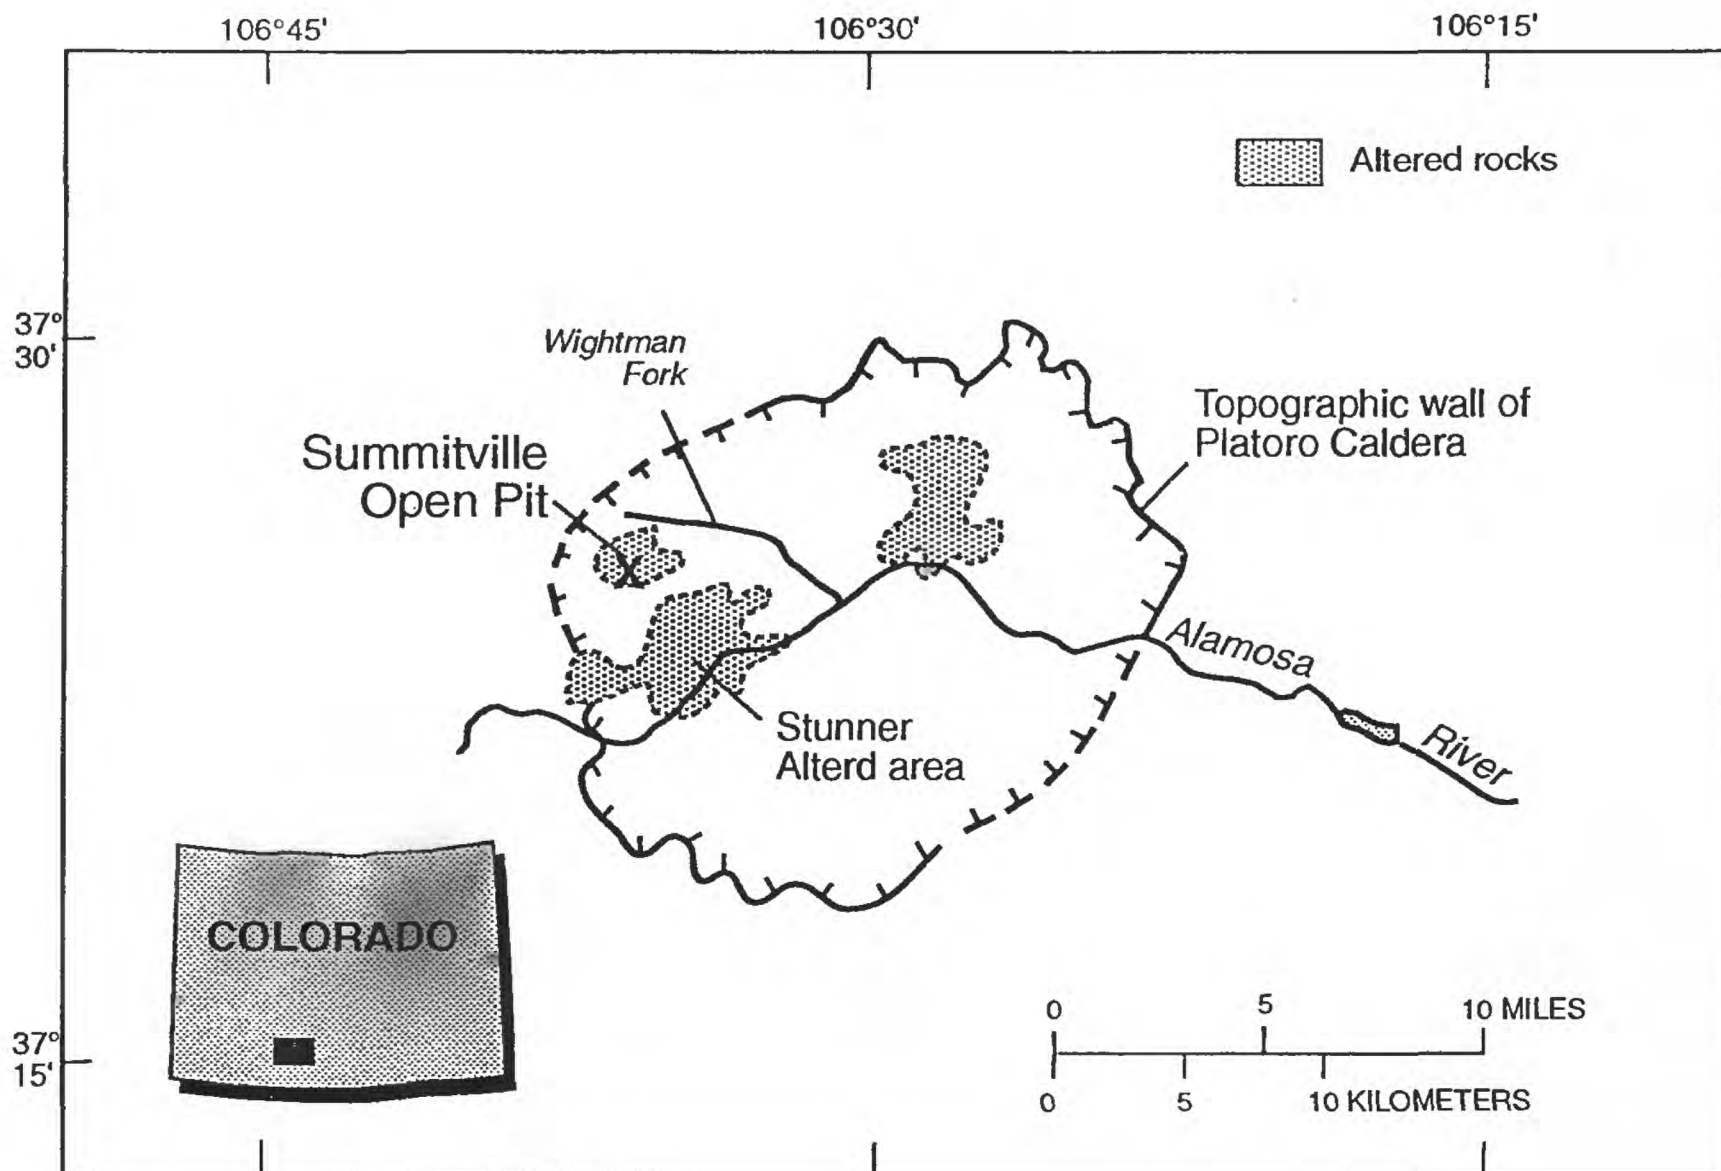 106°45'
106°30'
106°15'
Altered rocks
37°
30'
Wightman
Fork
Topographic wall of
Platoro Caldera
Summitville
Open Pit
X
Alamosa
River
Stunner
Alterd area
COLORADO
37°
15'
0 5 10 MILES
0 5 10 KILOMETERS